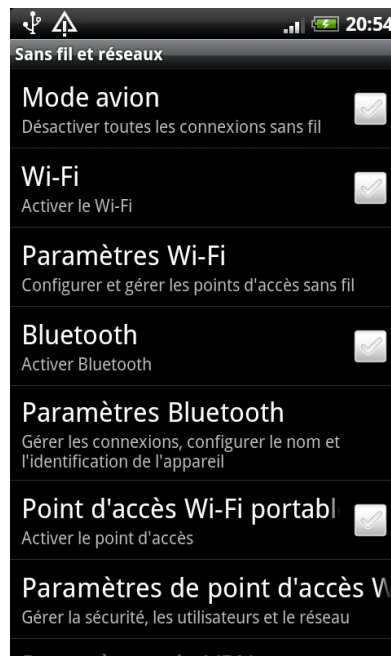 20:54
Sans fil et réseaux
Mode avion
Désactiver toutes les connexions sans fil
Wi-Fi
Activer le Wi-Fi
Paramètres Wi-Fi
Configurer et gérer les points d'accès sans fil
Bluetooth
Activer Bluetooth
Paramètres Bluetooth
Gérer les connexions, configurer le nom et
l'identification de l'appareil
Point d'accès Wi-Fi portabl
Activer le point d'accès
Paramètres de point d'accès W
Gérer la sécurité, les utilisateurs et le réseau